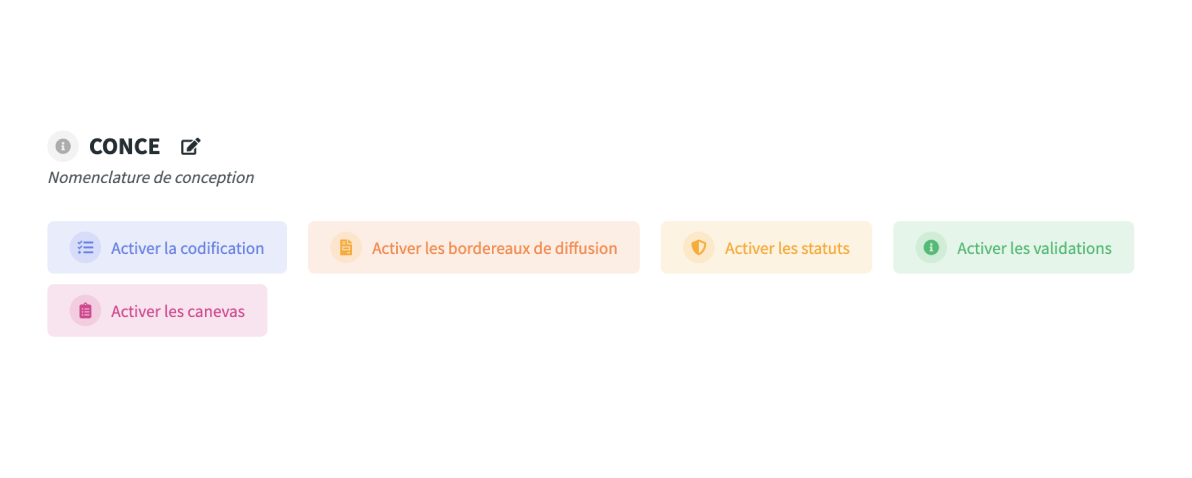 CONCE
Nomenclature de conception
Activer la codification
Activer les bordereaux de diffusion
Activer les statuts
Activer les validations
Activer les canevas